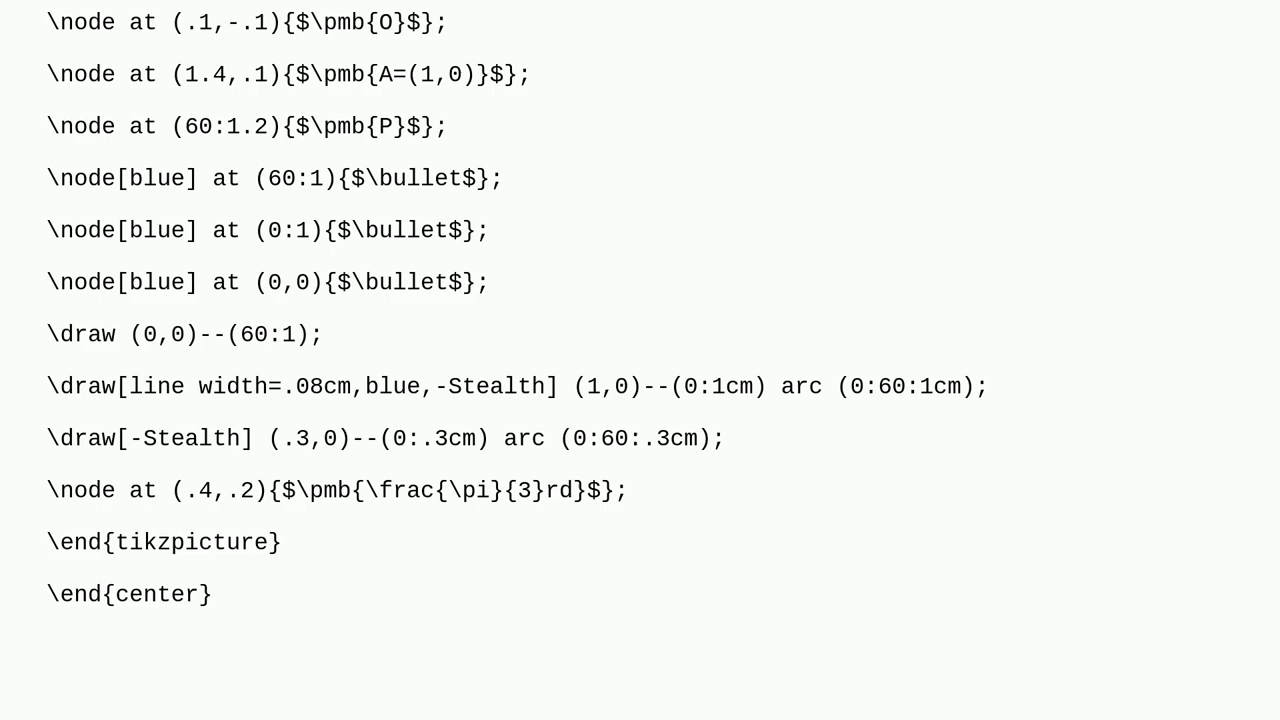 \node at (.1,-.1){$\pmb{O}$};
\node at (1.4,.1){$\pmb{A=(1,0)}$};
\node at (60:1.2){$\pmb{P}$};
\node[blue] at (60:1){$\bullet$};
\node[blue] at (0:1){$\bullet$};
\node[blue] at (0,0){$\bullet$};
\draw (0,0)--(60:1);
\draw[line width=.08cm,blue,-Stealth] (1,0)--(0:1cm) arc (0:60:1cm);
\draw[-Stealth] (.3,0)--(0:.3cm) arc (0:60:.3cm);
\node at (.4,.2){$\pmb{\frac{\pi}{3}rd}$};
\end{tikzpicture}
\end{center}